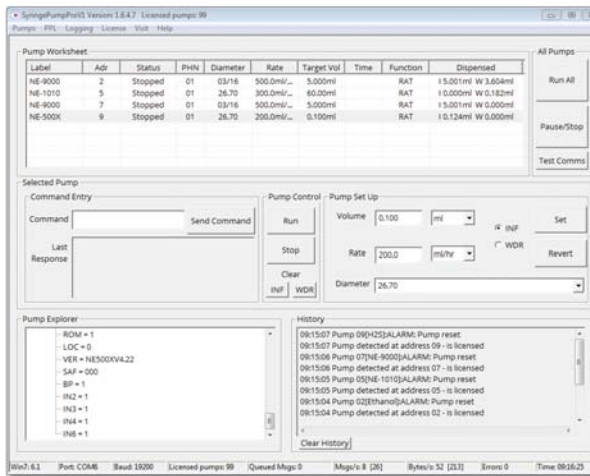 SyringePumpProV1 Version: 1.6.4.7 Licensed pumps: 99
Pumps PPL Logging License Visit Help
Pump Worksheet
All Pumps
Label Adr Status PHN Diameter Rate Target Vol Time Function Dispensed
NE-9000 2 Stopped 01 03/16 500.0ml/... 5.000ml RAT I 5.001ml W 3.604ml
NE-1010 5 Stopped 01 26.70 300.0ml/... 60.00ml RAT I 0.000ml W 0.182ml
NE-9000 7 Stopped 01 03/16 500.0ml/... 5.000ml RAT I 5.001ml W 0.000ml
NE-500X 9 Stopped 01 26.70 200.0ml/... 0.100ml RAT I 0.124ml W 0.000ml
Run All
Pause/Stop
Test Comms
Selected Pump
Command Entry
Command
Send Command
Last
Response
Pump Control
Run
Stop
Clear
INF WDR
Pump Set Up
Volume 0.100 ml
INF
WDR
Set
Rate 200.0 ml/hr
Revert
Diameter 26.70
Pump Explorer
ROM = 1
LOC = 0
VER = NE500XV4.22
SAF = 000
BP = 1
IN2 = 1
IN3 = 1
IN4 = 1
IN6 = 1
History
09:15:07 Pump 09[H2S]:ALARM: Pump reset
09:15:07 Pump detected at address 09 - is licensed
09:15:06 Pump 07[NE-9000]:ALARM: Pump reset
09:15:06 Pump detected at address 07 - is licensed
09:15:05 Pump 05[NE-1010]:ALARM: Pump reset
09:15:05 Pump detected at address 05 - is licensed
09:15:04 Pump 02[Ethanol]:ALARM: Pump reset
09:15:04 Pump detected at address 02 - is licensed
Clear History
Win7: 6.1 Port: COM6 Baud: 19200 Licensed pumps: 99 Queued Msgs: 0 Msgs/s: 8 [26] Bytes/s: 52 [213] Errors: 0 Time: 09:16:25